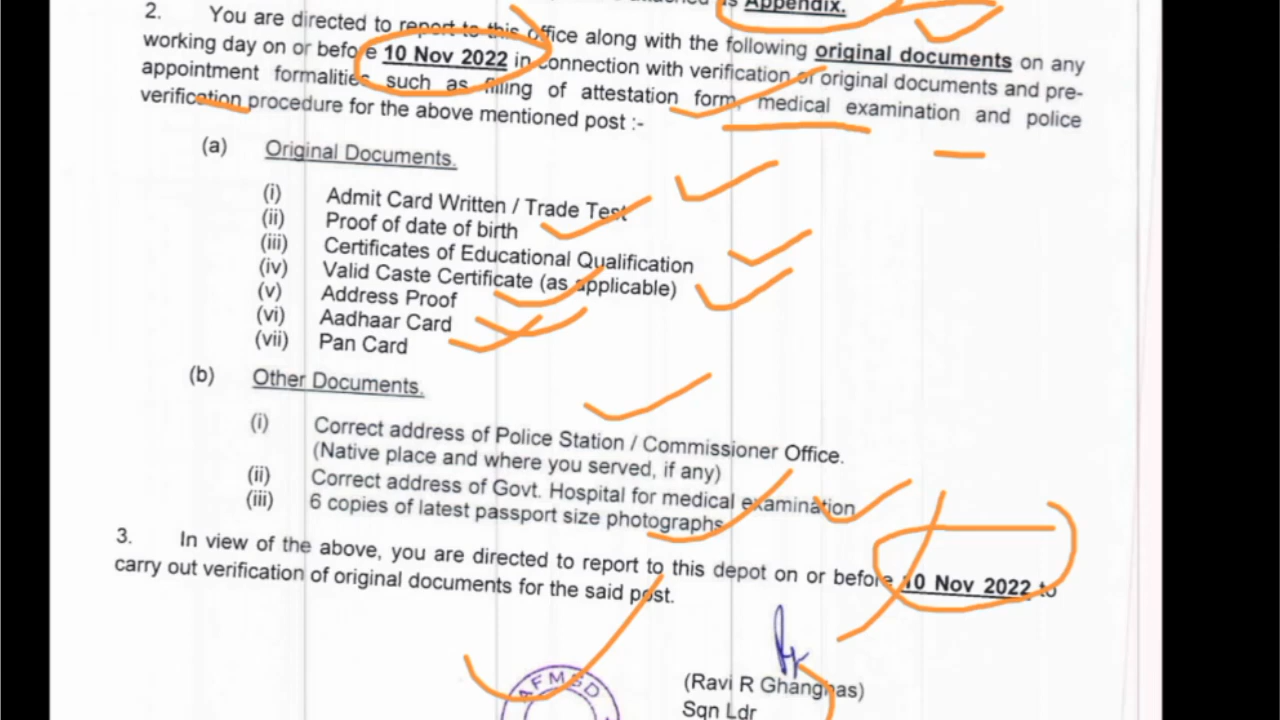 as Appendix.
2. You are directed to report to this office along with the following original documents on any
working day on or before 10 Nov 2022 in connection with verification of original documents and pre-
appointment formalities such as filling of attestation form, medical examination and police
verification procedure for the above mentioned post :-
(a) Original Documents.
(i) Admit Card Written / Trade Test
(ii) Proof of date of birth
(iii) Certificates of Educational Qualification
(iv) Valid Caste Certificate (as applicable)
(v) Address Proof
(vi) Aadhaar Card
(vii) Pan Card
(b) Other Documents.
(i) Correct address of Police Station / Commissioner Office.
(Native place and where you served, if any)
(ii) Correct address of Govt. Hospital for medical examination
(iii) 6 copies of latest passport size photographs
3. In view of the above, you are directed to report to this depot on or before 10 Nov 2022 to
carry out verification of original documents for the said post.
AFMSD
(Ravi R Ghanghas)
Sqn Ldr